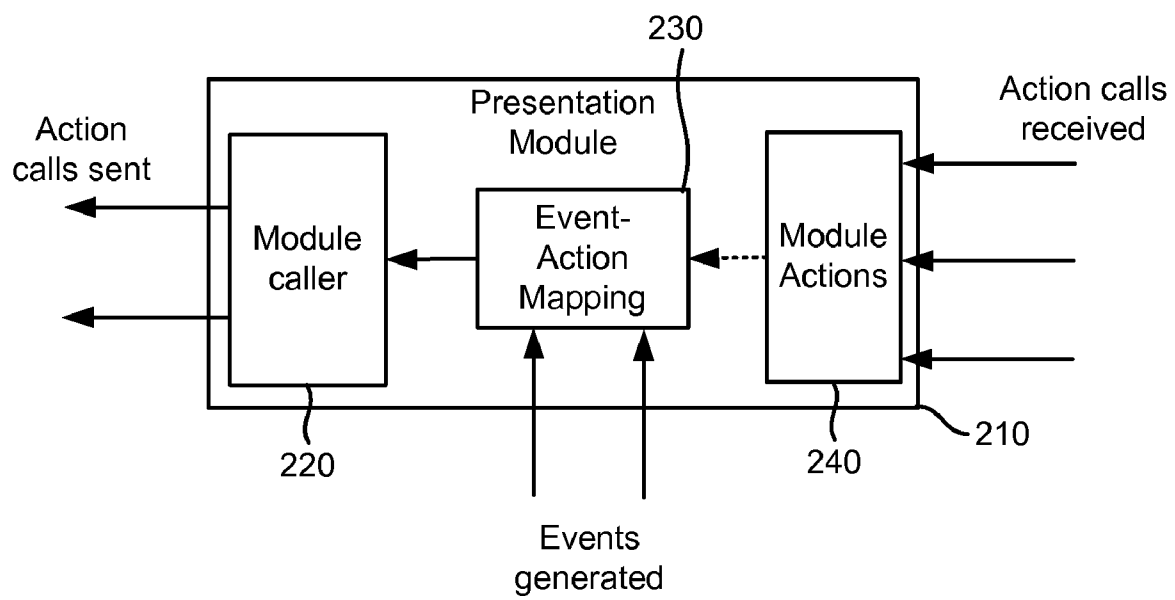 230
Presentation
Module
Action calls
received
Action
calls sent
Module
caller
Event-
Action
Mapping
Module
Actions
220
240
210
Events
generated